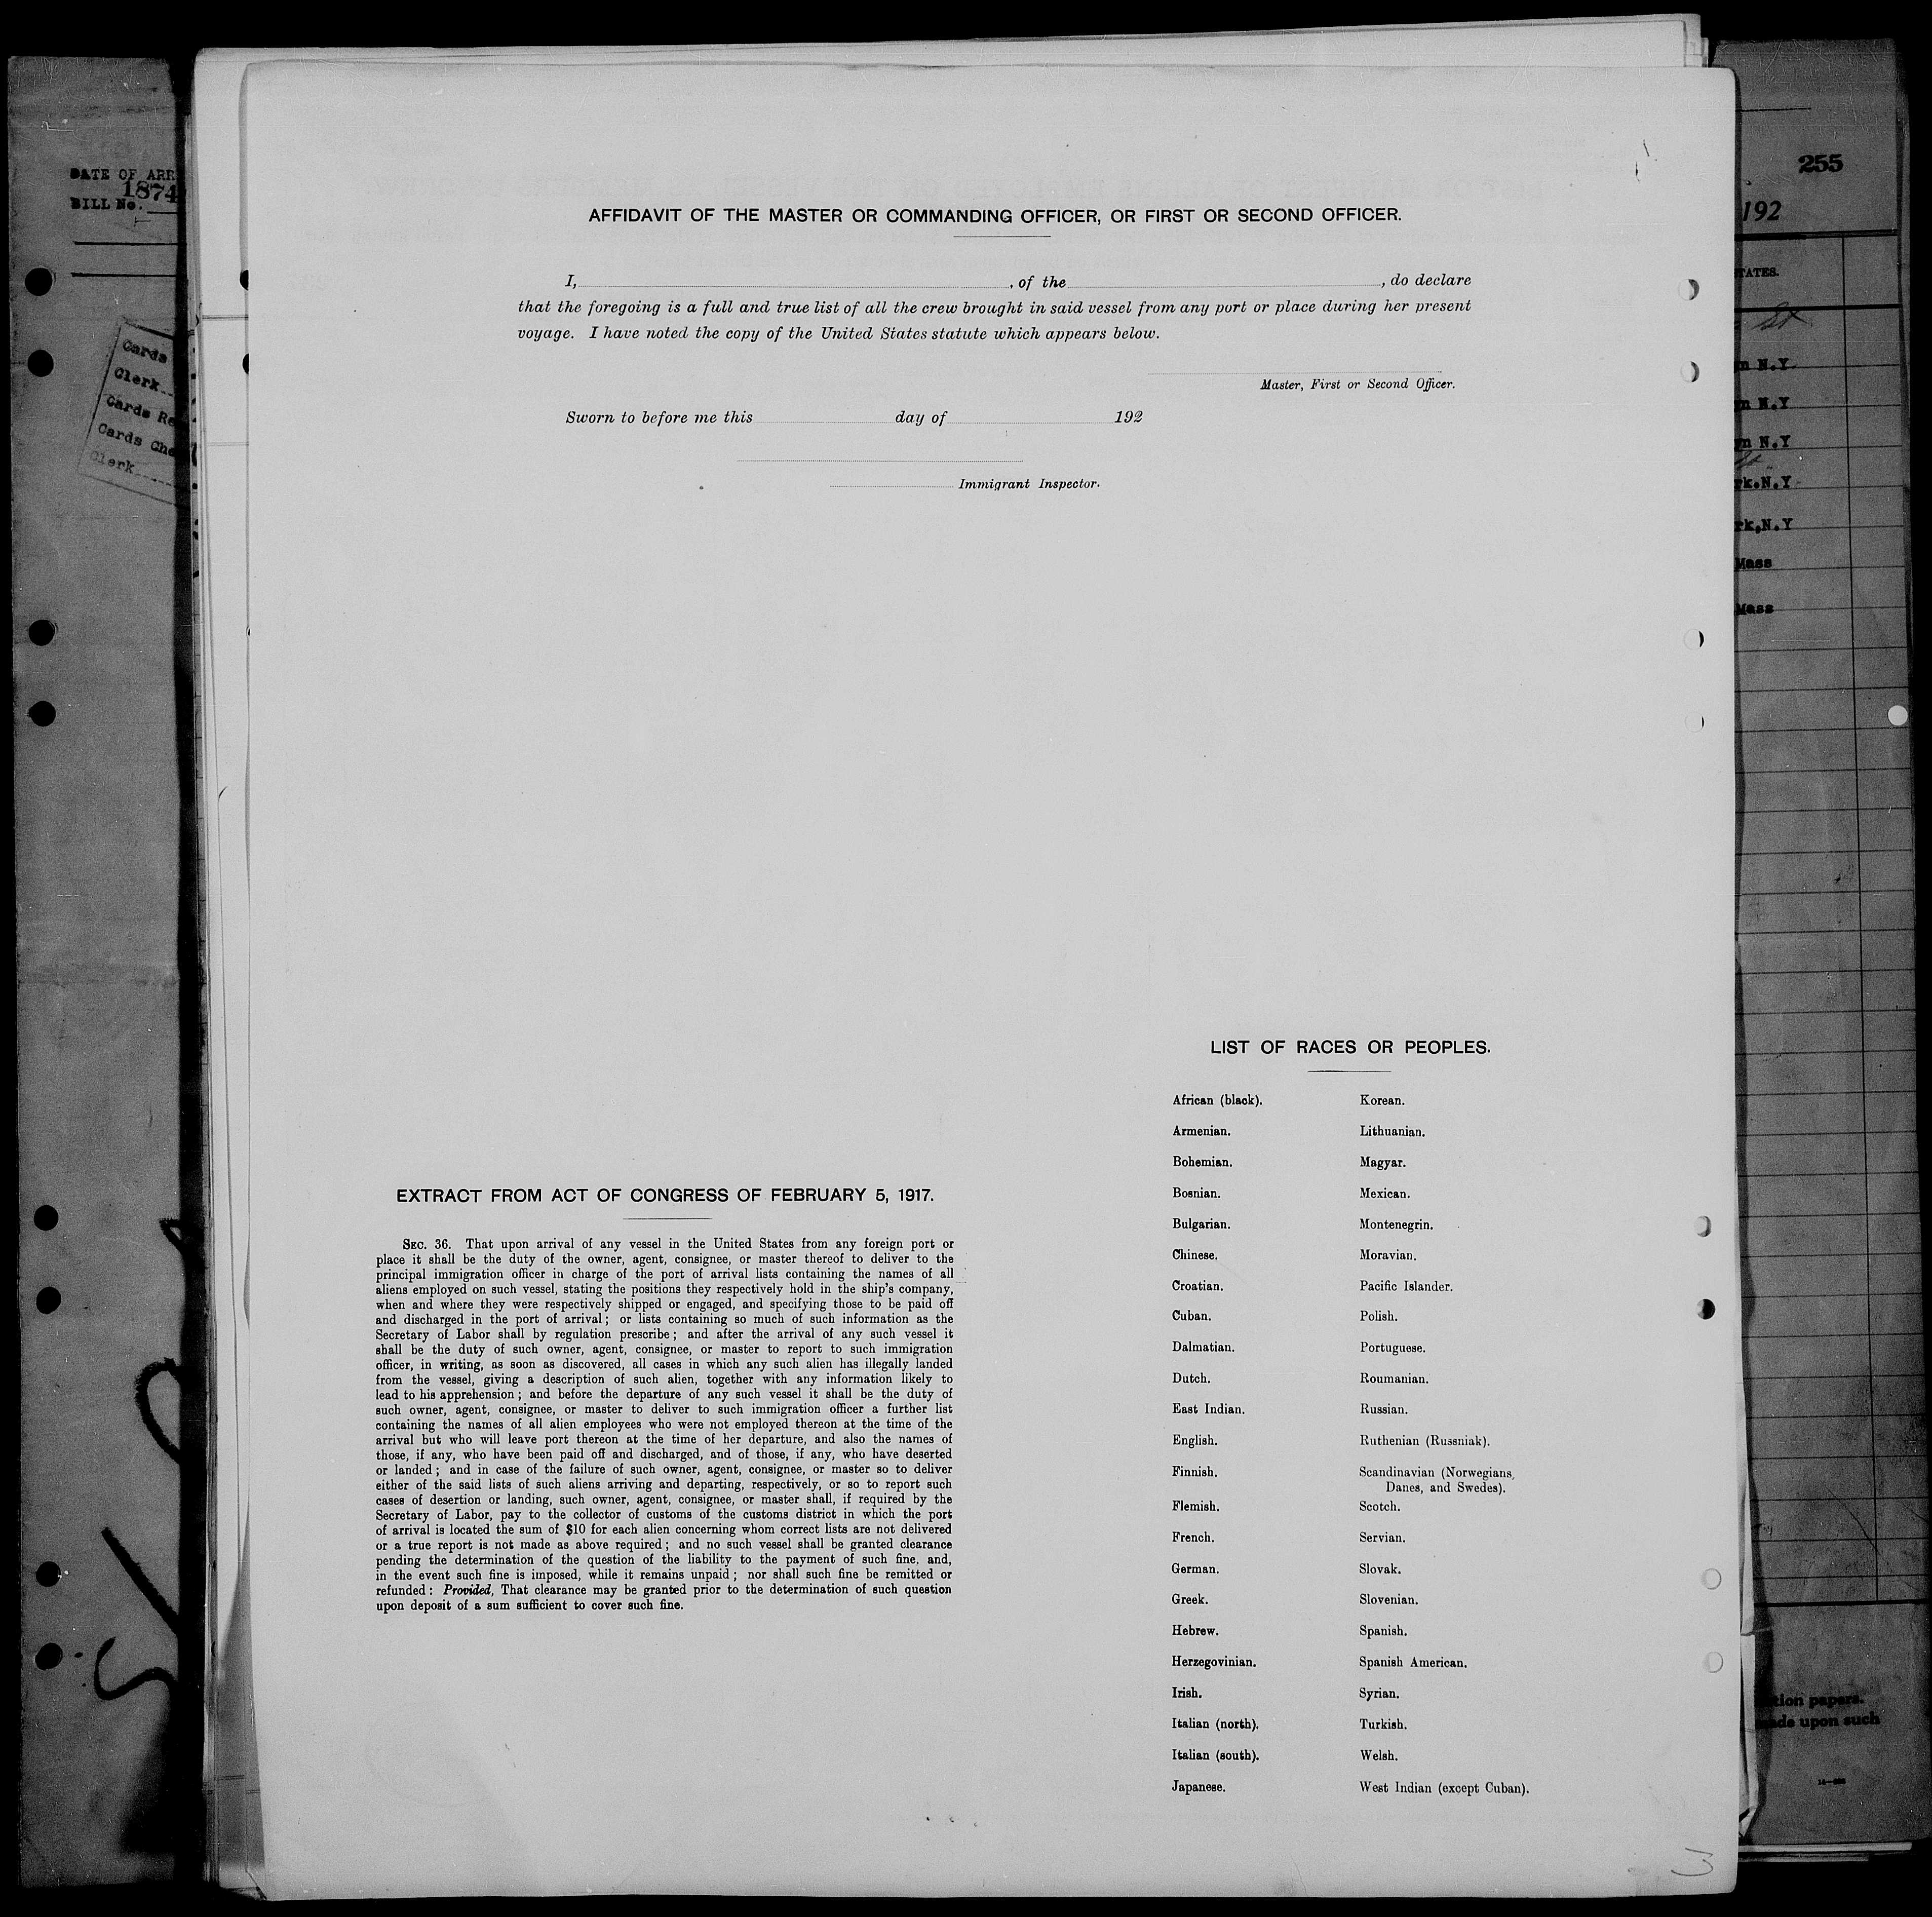 DATE OF ARR
1874
BILL No.
Cards
Clerk
Cards Re
Cards Che
Clerk
AFFIDAVIT OF THE MASTER OR COMMANDING OFFICER, OR FIRST OR SECOND OFFICER.
I, , of the , do declare
that the foregoing is a full and true list of all the crew brought in said vessel from any port or place during her present
voyage. I have noted the copy of the United States statute which appears below.
Master, First or Second Officer.
Sworn to before me this day of 192
Immigrant Inspector.
EXTRACT FROM ACT OF CONGRESS OF FEBRUARY 5, 1917.
SEC. 36. That upon arrival of any vessel in the United States from any foreign port or
place it shall be the duty of the owner, agent, consignee, or master thereof to deliver to the
principal immigration officer in charge of the port of arrival lists containing the names of all
aliens employed on such vessel, stating the positions they respectively hold in the ship's company,
when and where they were respectively shipped or engaged, and specifying those to be paid off
and discharged in the port of arrival; or lists containing so much of such information as the
Secretary of Labor shall by regulation prescribe; and after the arrival of any such vessel it
shall be the duty of such owner, agent, consignee, or master to report to such immigration
officer, in writing, as soon as discovered, all cases in which any such alien has illegally landed
from the vessel, giving a description of such alien, together with any information likely to
lead to his apprehension; and before the departure of any such vessel it shall be the duty of
such owner, agent, consignee, or master to deliver to such immigration officer a further list
containing the names of all alien employees who were not employed thereon at the time of the
arrival but who will leave port thereon at the time of her departure, and also the names of
those, if any, who have been paid off and discharged, and of those, if any, who have deserted
or landed; and in case of the failure of such owner, agent, consignee, or master so to deliver
either of the said lists of such aliens arriving and departing, respectively, or so to report such
cases of desertion or landing, such owner, agent, consignee, or master shall, if required by the
Secretary of Labor, pay to the collector of customs of the customs district in which the port
of arrival is located the sum of $10 for each alien concerning whom correct lists are not delivered
or a true report is not made as above required; and no such vessel shall be granted clearance
pending the determination of the question of the liability to the payment of such fine, and,
in the event such fine is imposed, while it remains unpaid; nor shall such fine be remitted or
refunded: Provided, That clearance may be granted prior to the determination of such question
upon deposit of a sum sufficient to cover such fine.
LIST OF RACES OR PEOPLES.
African (black).
Armenian.
Bohemian.
Bosnian.
Bulgarian.
Chinese.
Croatian.
Cuban.
Dalmatian.
Dutch.
East Indian.
English.
Finnish.
Flemish.
French.
German.
Greek.
Hebrew.
Herzegovinian.
Irish.
Italian (north).
Italian (south).
Japanese.
Korean.
Lithuanian.
Magyar.
Mexican.
Montenegrin.
Moravian.
Pacific Islander.
Polish.
Portuguese.
Roumanian.
Russian.
Ruthenian (Russniak).
Scandinavian (Norwegians,
Danes, and Swedes).
Scotch.
Servian.
Slovak.
Slovenian.
Spanish.
Spanish American.
Syrian.
Turkish.
Welsh.
West Indian (except Cuban).
3
255
192
TATES.
St
n N.Y.
n N.Y
yn N.Y
rk.N.Y
rk,N.Y
Mass
Mass
tion papers.
ade upon such